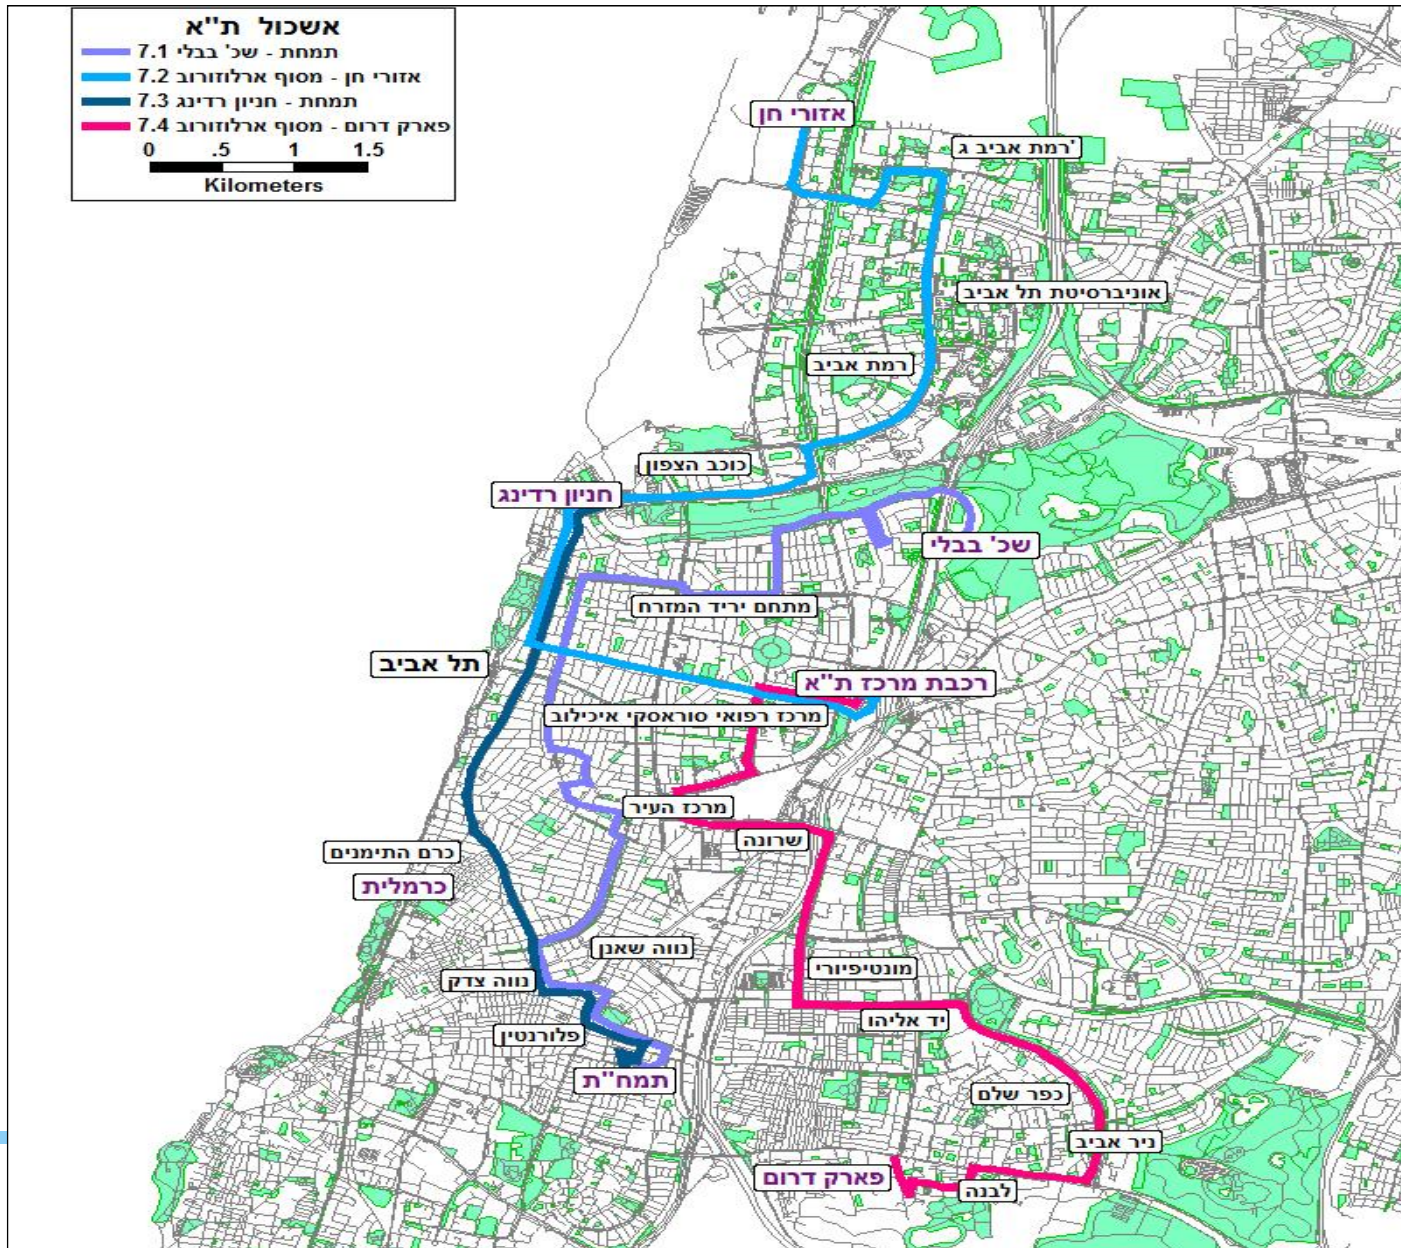 אשכול ת"א
תמחת - שכ' בבלי 7.1
אזורי חן - מסוף ארלוזורוב 7.2
תמחת - חניון רדינג 7.3
פארק דרום - מסוף ארלוזורוב 7.4
0 .5 1 1.5
Kilometers
אזורי חן
רמת אביב ג'
אוניברסיטת תל אביב
רמת אביב
כוכב הצפון
חניון רדינג
שכ' בבלי
מתחם יריד המזרח
תל אביב
רכבת מרכז ת"א
מרכז רפואי סוראסקי איכילוב
מרכז העיר
שרונה
כרם התימנים
כרמלית
נווה שאנן
מונטיפיורי
נווה צדק
יד אליהו
פלורנטין
תמח"ת
כפר שלם
ניר אביב
פארק דרום
לבנה